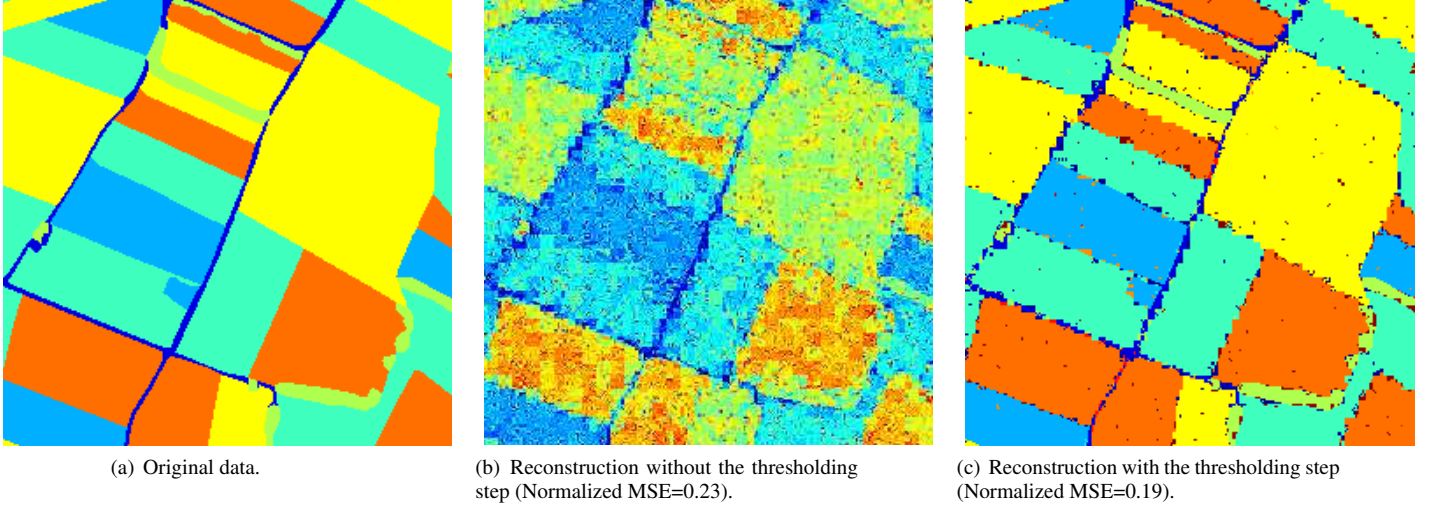 (a) Original data.
(b) Reconstruction without the thresholding
step (Normalized MSE=0.23).
(c) Reconstruction with the thresholding step
(Normalized MSE=0.19).